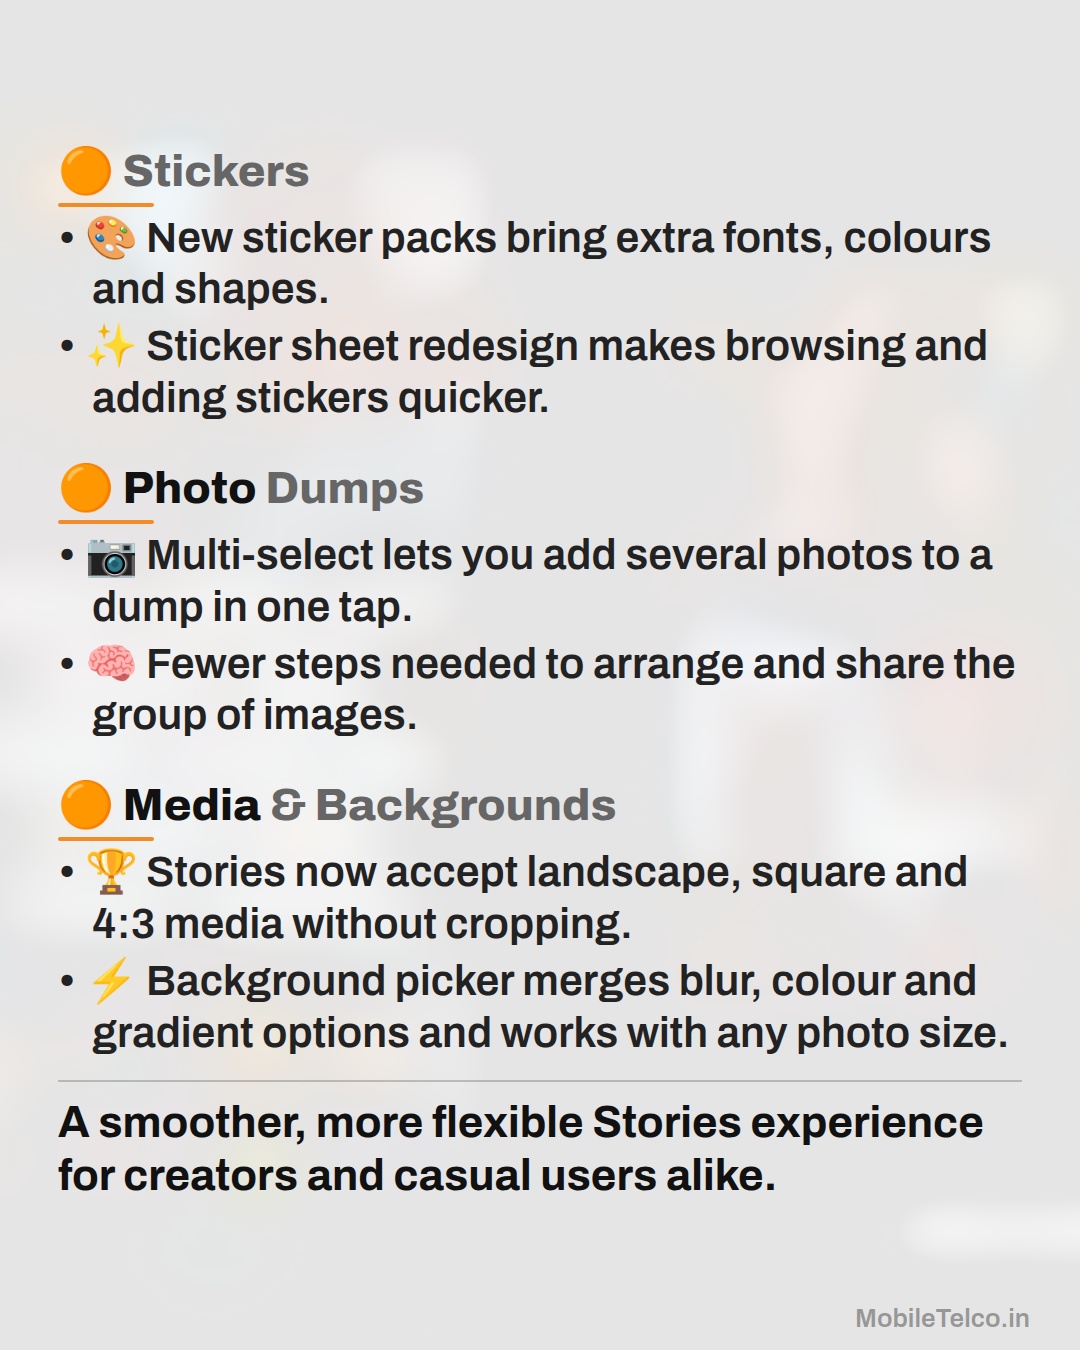 🟠 Stickers
• 🎨 New sticker packs bring extra fonts, colours
and shapes.
• ✨ Sticker sheet redesign makes browsing and
adding stickers quicker.
🟠 Photo Dumps
• 📷 Multi-select lets you add several photos to a
dump in one tap.
• 🧠 Fewer steps needed to arrange and share the
group of images.
🟠 Media & Backgrounds
• 🏆 Stories now accept landscape, square and
4:3 media without cropping.
• ⚡ Background picker merges blur, colour and
gradient options and works with any photo size.
A smoother, more flexible Stories experience
for creators and casual users alike.
MobileTelco.in